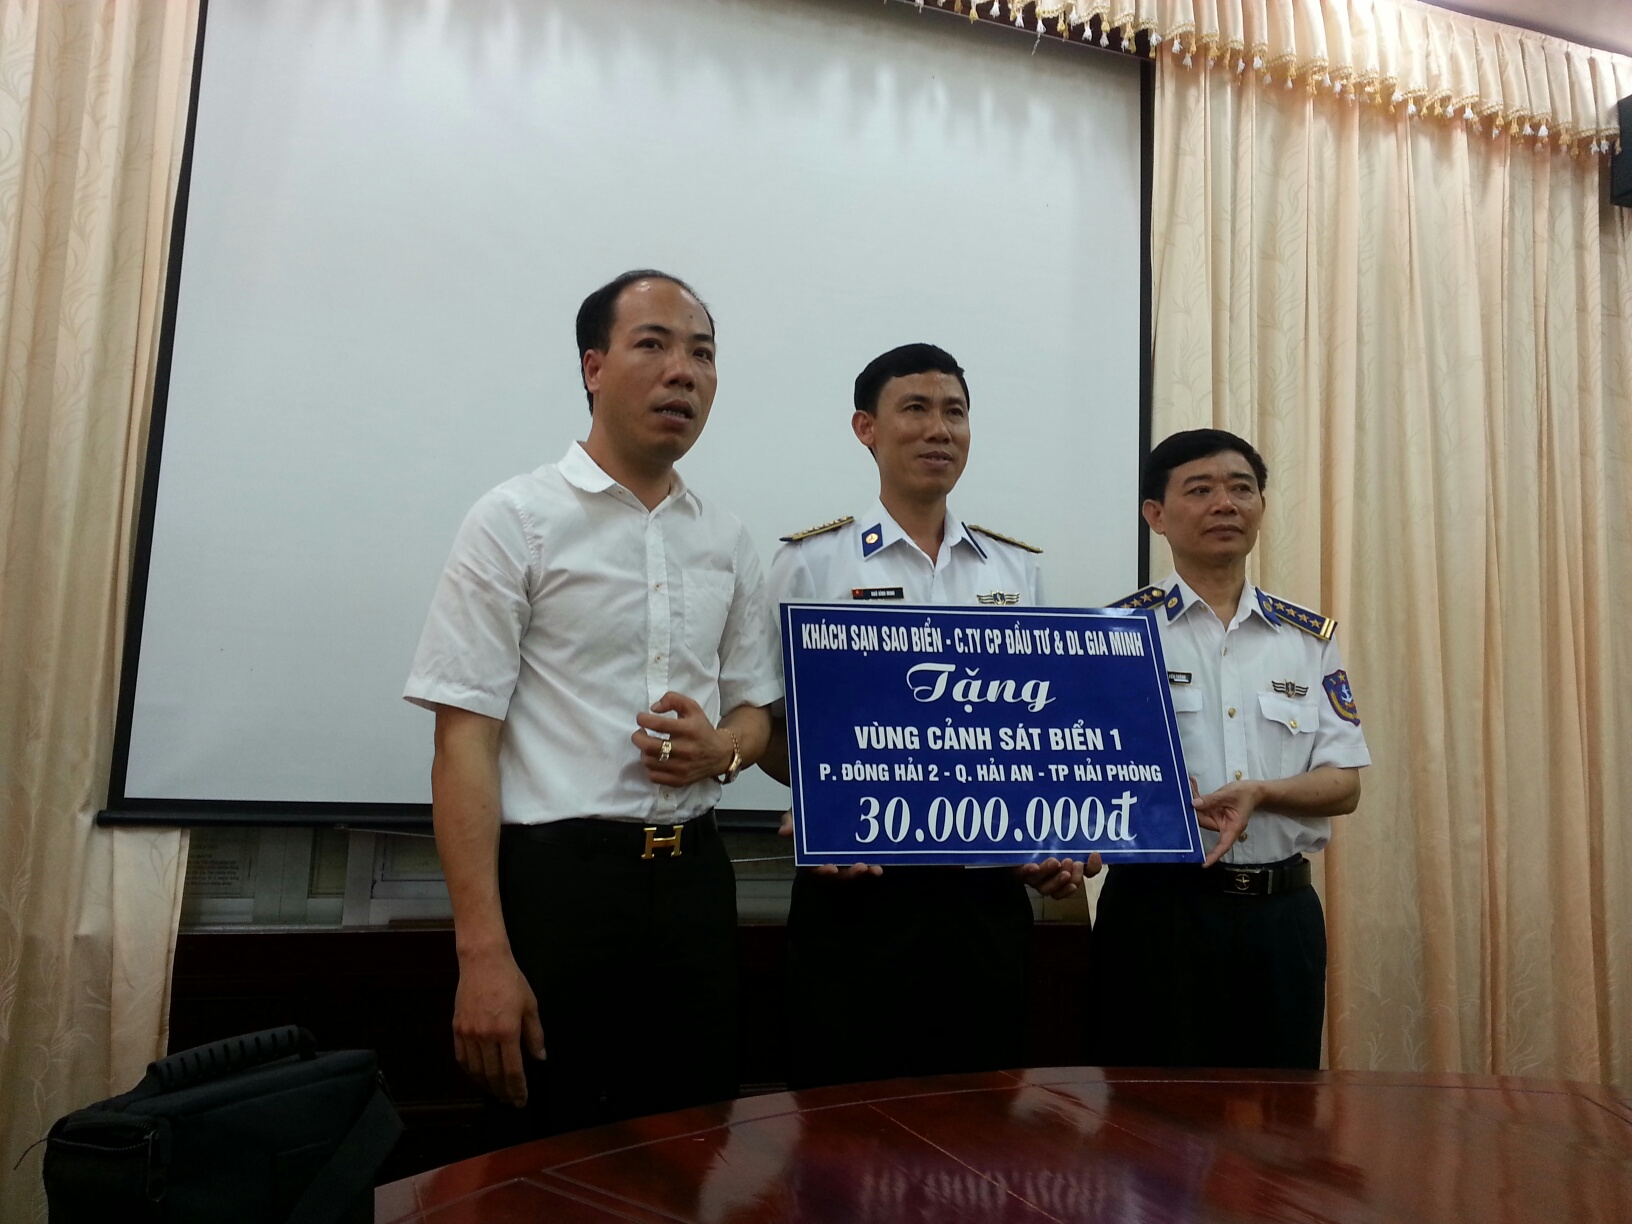 KHÁCH SẠN SAO BIỂN - C.TY CP ĐẦU TƯ & DL GIA MINH
Tặng
VÙNG CẢNH SÁT BIỂN 1
P. ĐÔNG HẢI 2 - Q. HẢI AN - TP HẢI PHÒNG
30.000.000đ